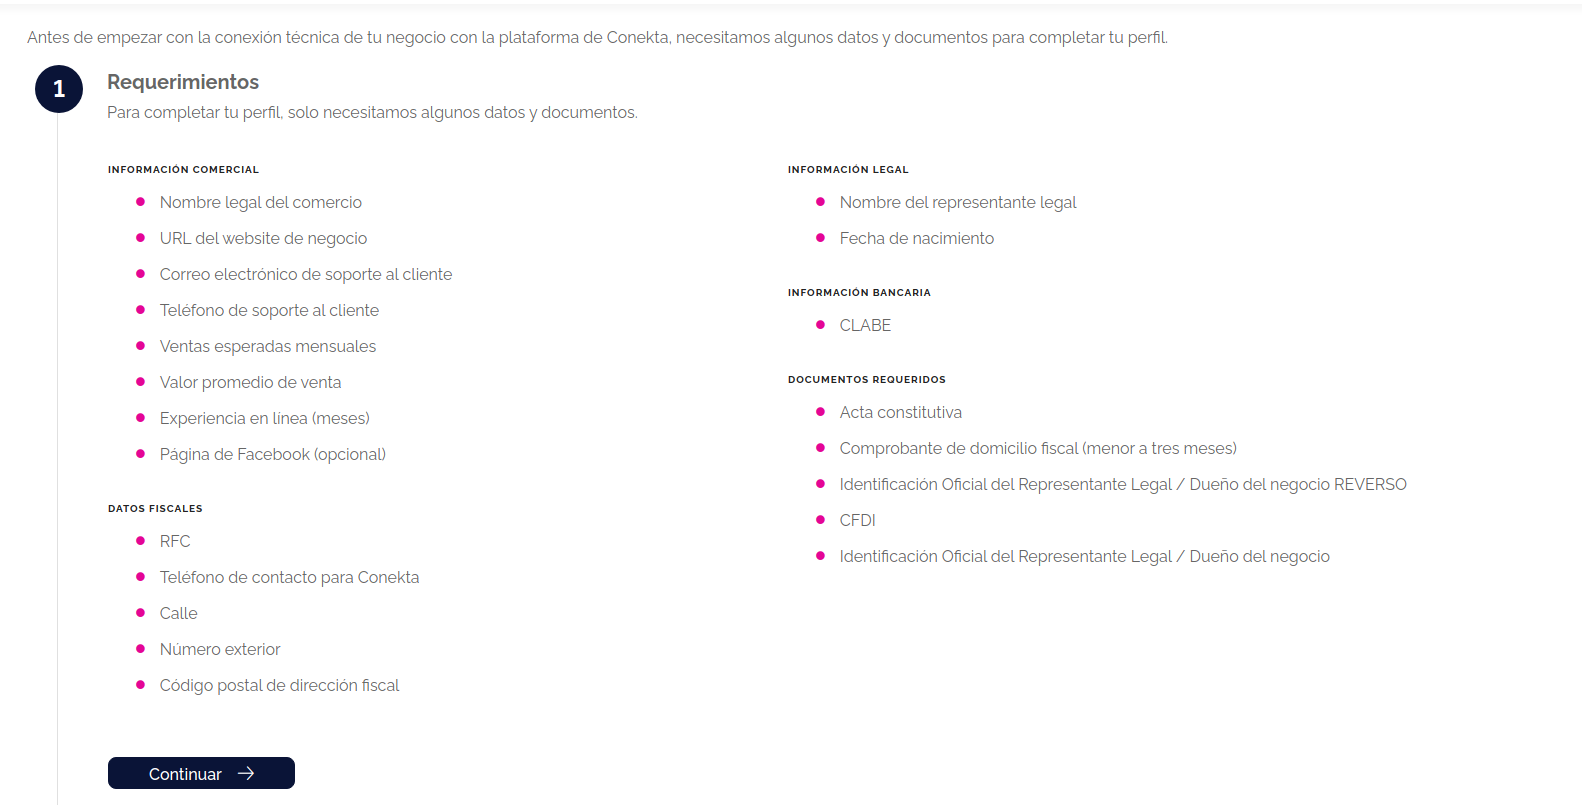 Antes de empezar con la conexión técnica de tu negocio con la plataforma de Conekta, necesitamos algunos datos y documentos para completar tu perfil.
1
Requerimientos
Para completar tu perfil, solo necesitamos algunos datos y documentos.
INFORMACIÓN COMERCIAL
Nombre legal del comercio
URL del website de negocio
Correo electrónico de soporte al cliente
Teléfono de soporte al cliente
Ventas esperadas mensuales
Valor promedio de venta
Experiencia en línea (meses)
Página de Facebook (opcional)
DATOS FISCALES
RFC
Teléfono de contacto para Conekta
Calle
Número exterior
Código postal de dirección fiscal
INFORMACIÓN LEGAL
Nombre del representante legal
Fecha de nacimiento
INFORMACIÓN BANCARIA
CLABE
DOCUMENTOS REQUERIDOS
Acta constitutiva
Comprobante de domicilio fiscal (menor a tres meses)
Identificación Oficial del Representante Legal / Dueño del negocio REVERSO
CFDI
Identificación Oficial del Representante Legal / Dueño del negocio
Continuar →